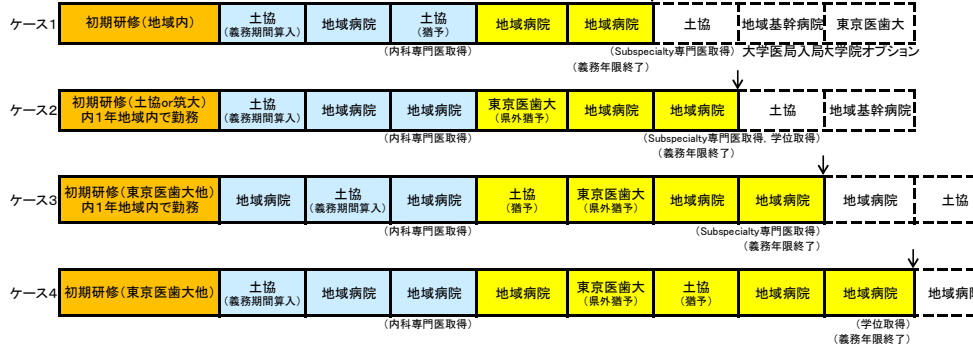 ケース1
初期研修(地域内)
土協
(義務期間算入)
地域病院
土協
(猶予)
地域病院
地域病院
土協
地域基幹病院
東京医歯大
(内科専門医取得)
(Subspecialty専門医取得)
大学医局入局
大学院オプション
(義務年限終了)
ケース2
初期研修(土協or筑大)
内1年地域内で勤務
土協
(義務期間算入)
地域病院
地域病院
東京医歯大
(県外猶予)
地域病院
地域病院
土協
地域基幹病院
(内科専門医取得)
(Subspecialty専門医取得, 学位取得)
(義務年限終了)
ケース3
初期研修(東京医歯大他)
内1年地域内で勤務
地域病院
土協
(義務期間算入)
地域病院
土協
(猶予)
東京医歯大
(県外猶予)
地域病院
地域病院
地域病院
土協
(内科専門医取得)
(Subspecialty専門医取得)
(義務年限終了)
ケース4
初期研修(東京医歯大他)
土協
(義務期間算入)
地域病院
地域病院
地域病院
東京医歯大
(県外猶予)
土協
(猶予)
地域病院
地域病院
地域病院
(内科専門医取得)
(学位取得)
(義務年限終了)